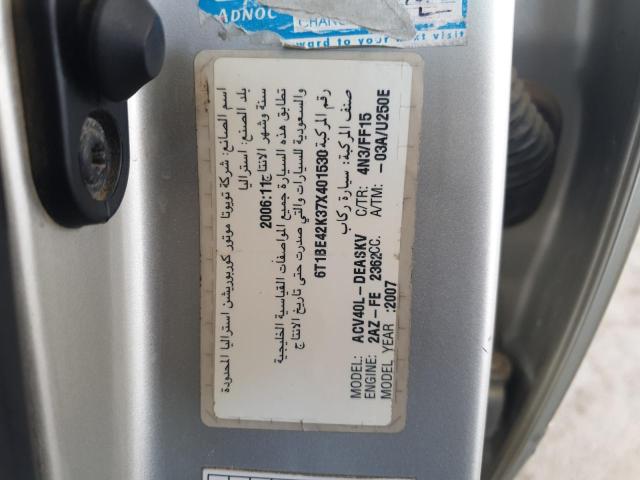 ADNOC
CHANG
ward to your next visit
اسم الصانع: شركة تويوتا موتور كوربوريشن استراليا المحدودة
بلد الصنع: استراليا
سنة وشهر الانتاج: 2006:11
تطابق هذه السيارة جميع المواصفات القياسية الخليجية
والسعودية للسيارات والتي صدرت حتى تاريخ الانتاج
رقم المركبة: 6T1BE42K37X401530
صنف المركبة: سيارة ركاب
MODEL: ACV40L-DEASKV C/TR: 4N3/FF15
ENGINE: 2AZ-FE 2362CC. A/TM: -03A/U250E
MODEL YEAR :2007